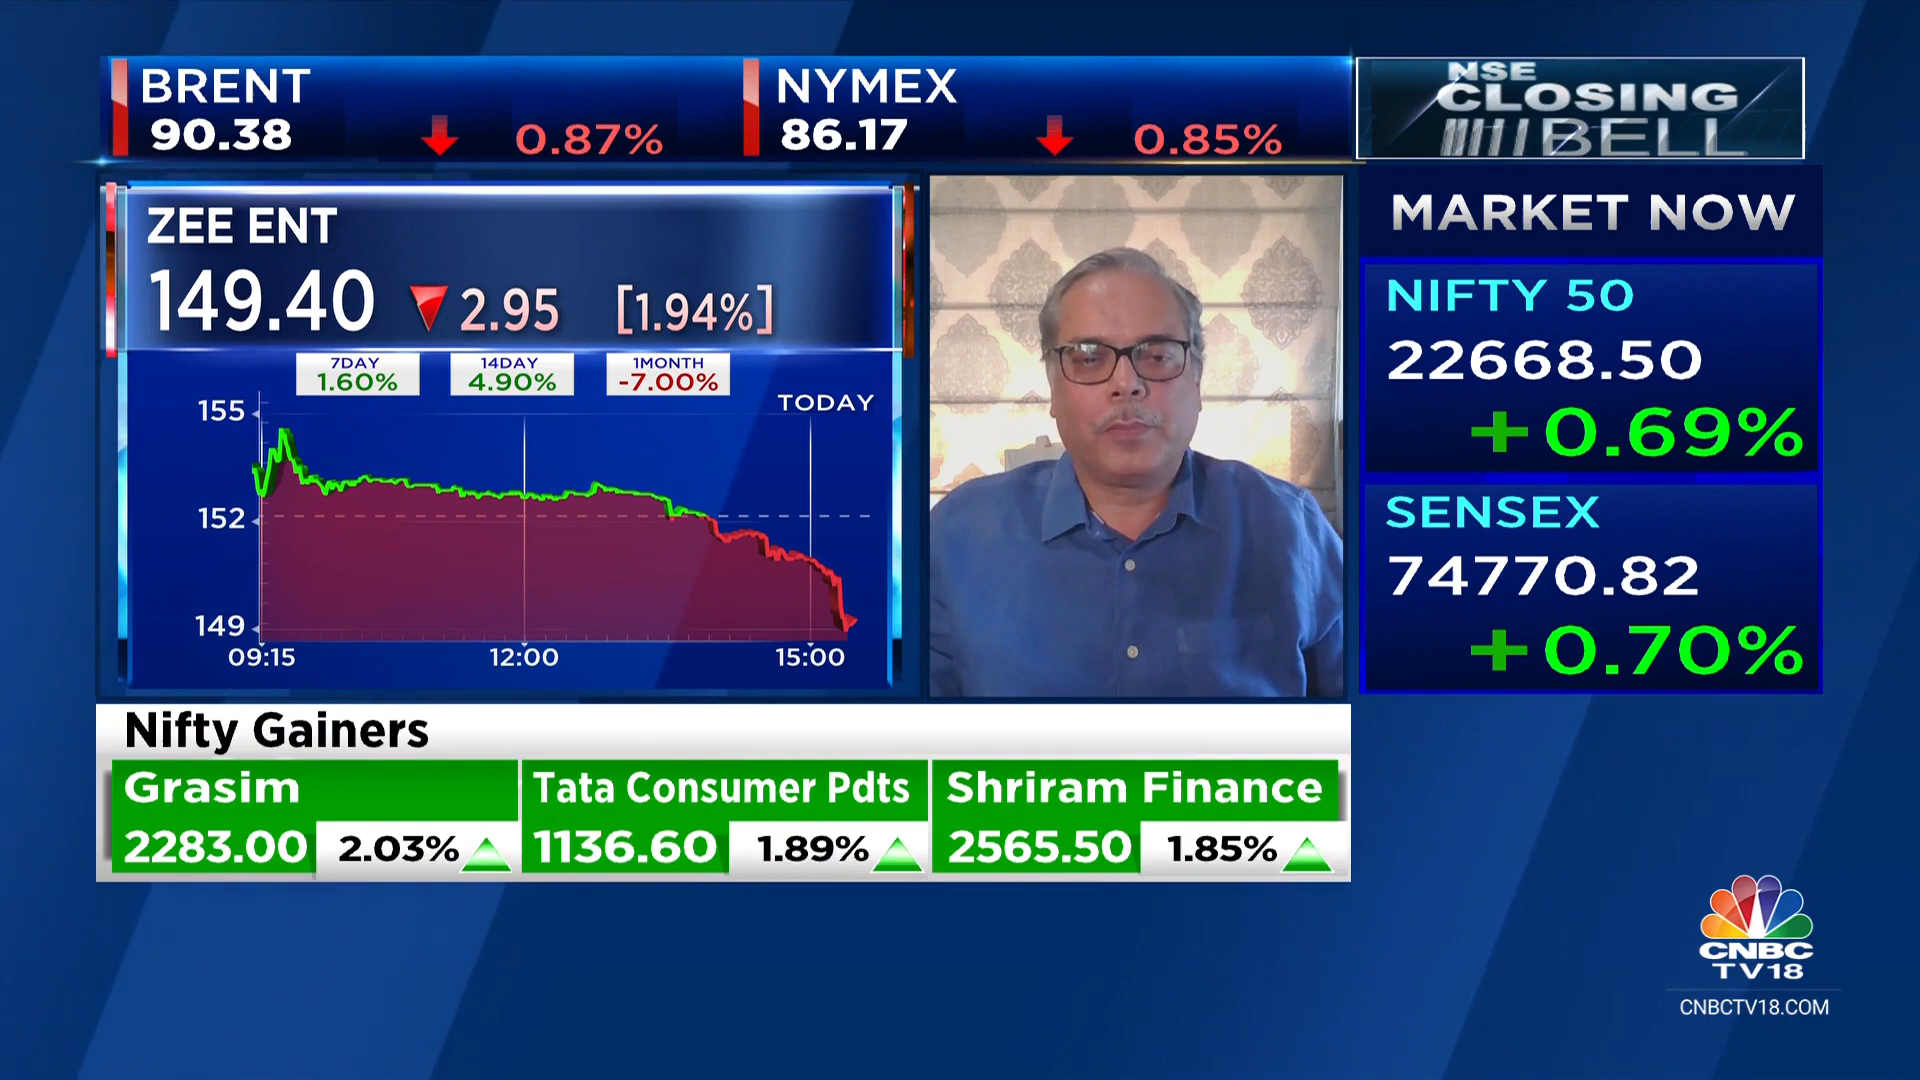 BRENT
90.38 0.87%
NYMEX
86.17 0.85%
NSE
CLOSING
BELL
ZEE ENT
149.40 2.95 [1.94%]
7DAY
1.60%
14DAY
4.90%
1MONTH
-7.00%
TODAY
155
152
149
09:15 12:00 15:00
MARKET NOW
NIFTY 50
22668.50
+0.69%
SENSEX
74770.82
+0.70%
Nifty Gainers
Grasim
2283.00 2.03%
Tata Consumer Pdts
1136.60 1.89%
Shriram Finance
2565.50 1.85%
CNBC
TV18
CNBCTV18.COM